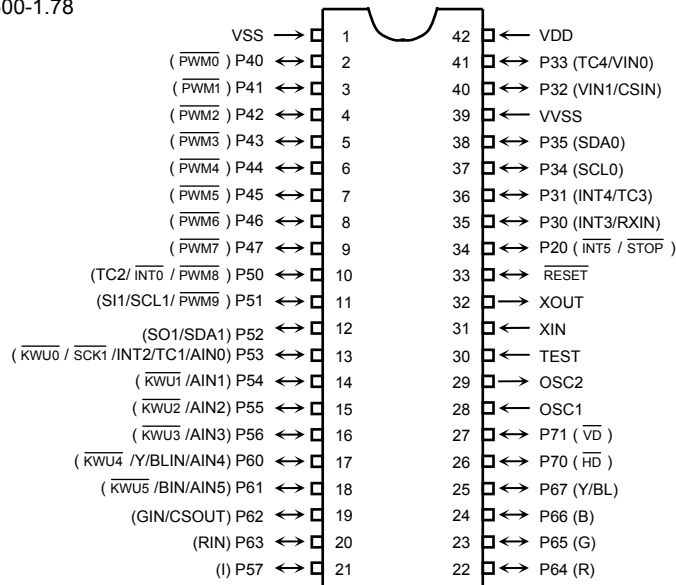 600-1.78
VSS → 1 42 ← VDD
( PWM0 ) P40 ↔ 2 41 ↔ P33 (TC4/VIN0)
( PWM1 ) P41 ↔ 3 40 ↔ P32 (VIN1/CSIN)
( PWM2 ) P42 ↔ 4 39 ← VVSS
( PWM3 ) P43 ↔ 5 38 ↔ P35 (SDA0)
( PWM4 ) P44 ↔ 6 37 ↔ P34 (SCL0)
( PWM5 ) P45 ↔ 7 36 ↔ P31 (INT4/TC3)
( PWM6 ) P46 ↔ 8 35 ↔ P30 (INT3/RXIN)
( PWM7 ) P47 ↔ 9 34 ↔ P20 ( INT5 / STOP )
(TC2/ INT0 / PWM8 ) P50 ↔ 10 33 ↔ RESET
(SI1/SCL1/ PWM9 ) P51 ↔ 11 32 → XOUT
(SO1/SDA1) P52 ↔ 12 31 ← XIN
( KWU0 / SCK1 /INT2/TC1/AIN0) P53 ↔ 13 30 ← TEST
( KWU1 /AIN1) P54 ↔ 14 29 → OSC2
( KWU2 /AIN2) P55 ↔ 15 28 ← OSC1
( KWU3 /AIN3) P56 ↔ 16 27 ↔ P71 ( VD )
( KWU4 /Y/BLIN/AIN4) P60 ↔ 17 26 ↔ P70 ( HD )
( KWU5 /BIN/AIN5) P61 ↔ 18 25 ↔ P67 (Y/BL)
(GIN/CSOUT) P62 ↔ 19 24 ↔ P66 (B)
(RIN) P63 ↔ 20 23 ↔ P65 (G)
(I) P57 ↔ 21 22 ↔ P64 (R)